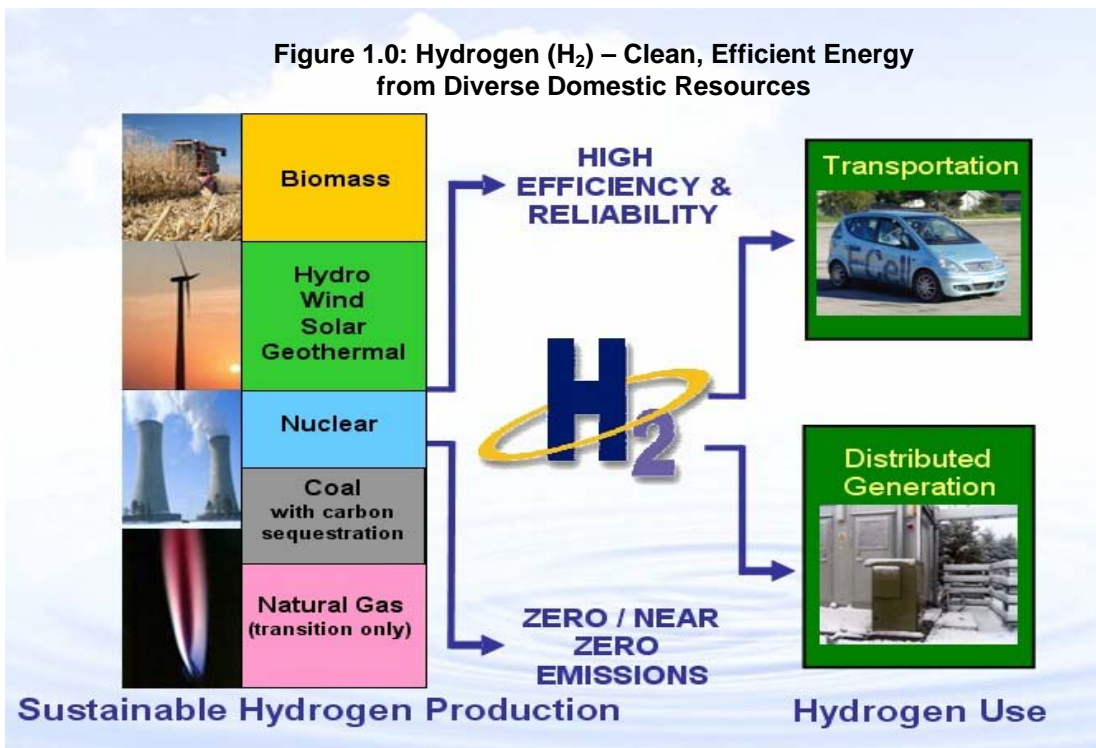 Figure 1.0: Hydrogen (H₂) – Clean, Efficient Energy
from Diverse Domestic Resources
Biomass
Hydro
Wind
Solar
Geothermal
Nuclear
Coal
with carbon
sequestration
Natural Gas
(transition only)
Sustainable Hydrogen Production
HIGH
EFFICIENCY &
RELIABILITY
H2
ZERO / NEAR
ZERO
EMISSIONS
Transportation
F-Cell
Distributed
Generation
Hydrogen Use